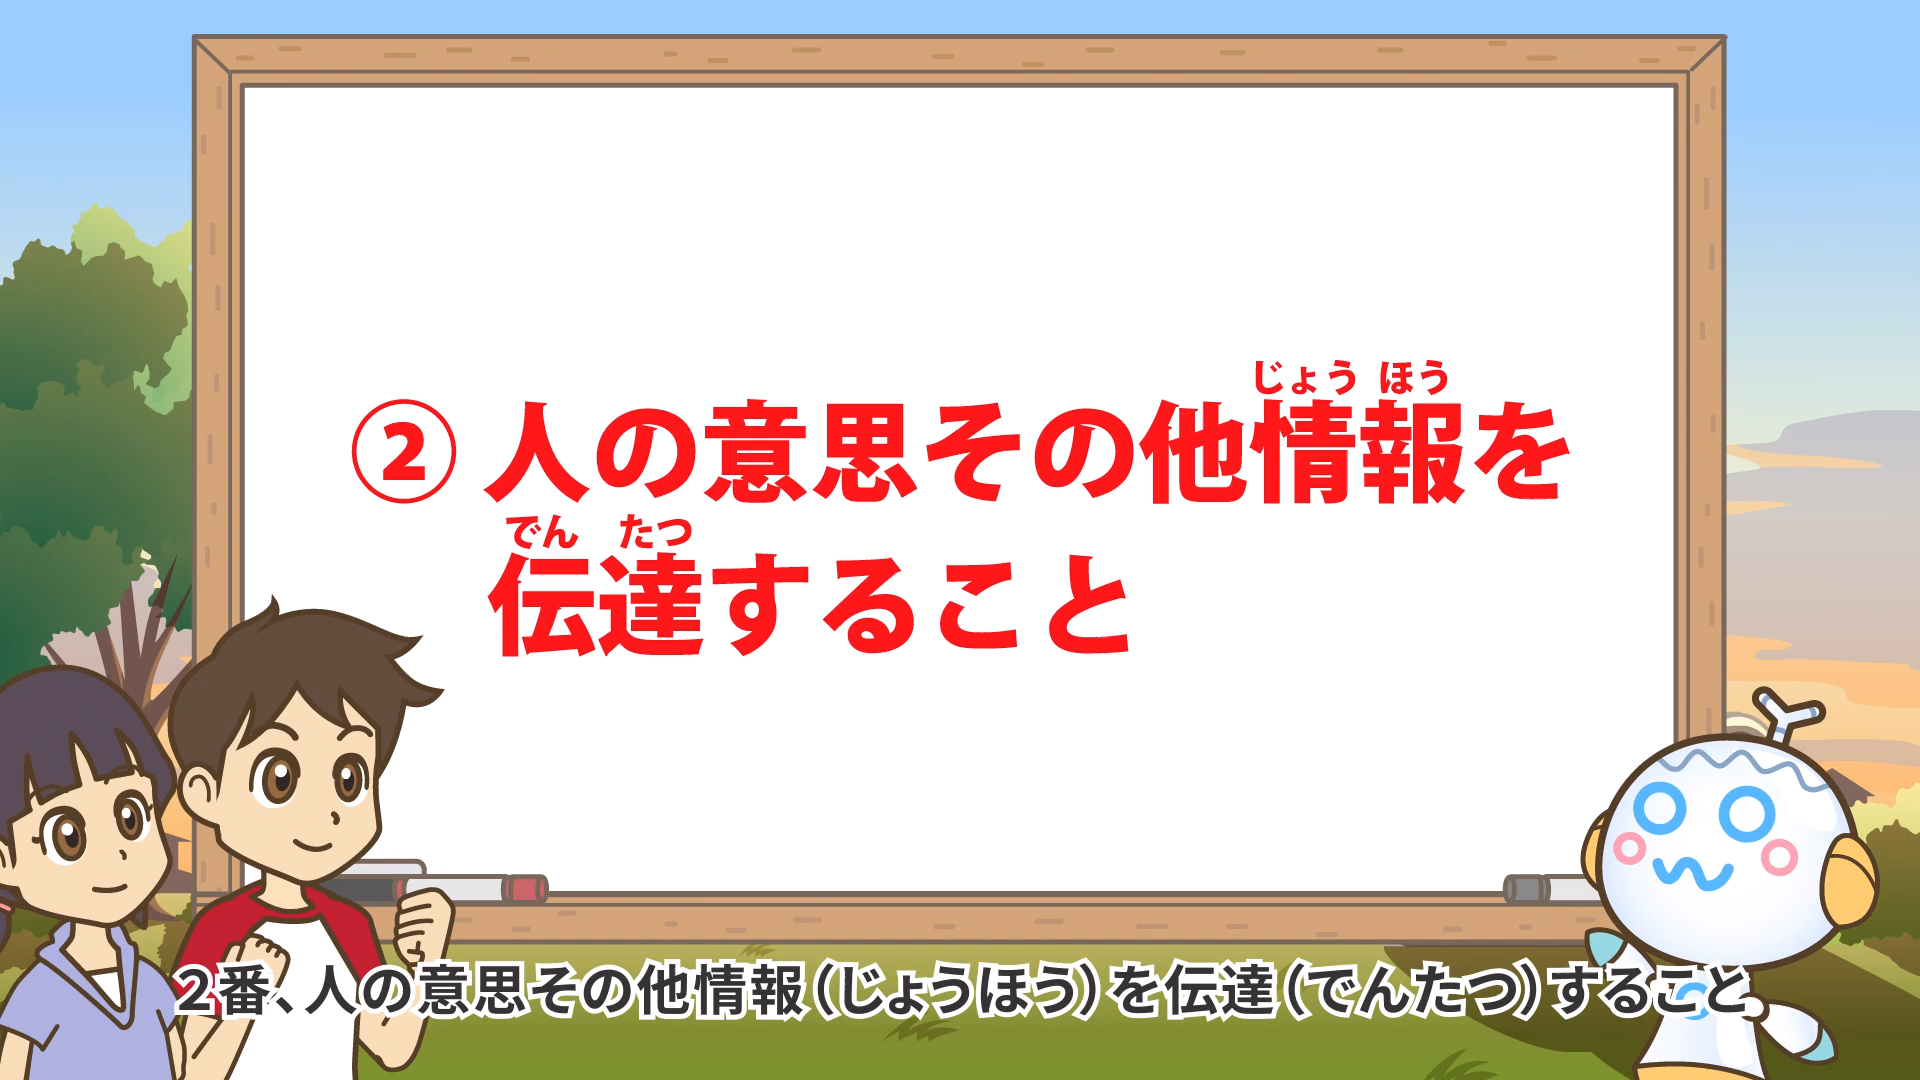 じょう ほう
②人の意思その他情報を
でん たつ
伝達すること
2番、人の意思その他情報(じょうほう)を伝達(でんたつ)すること